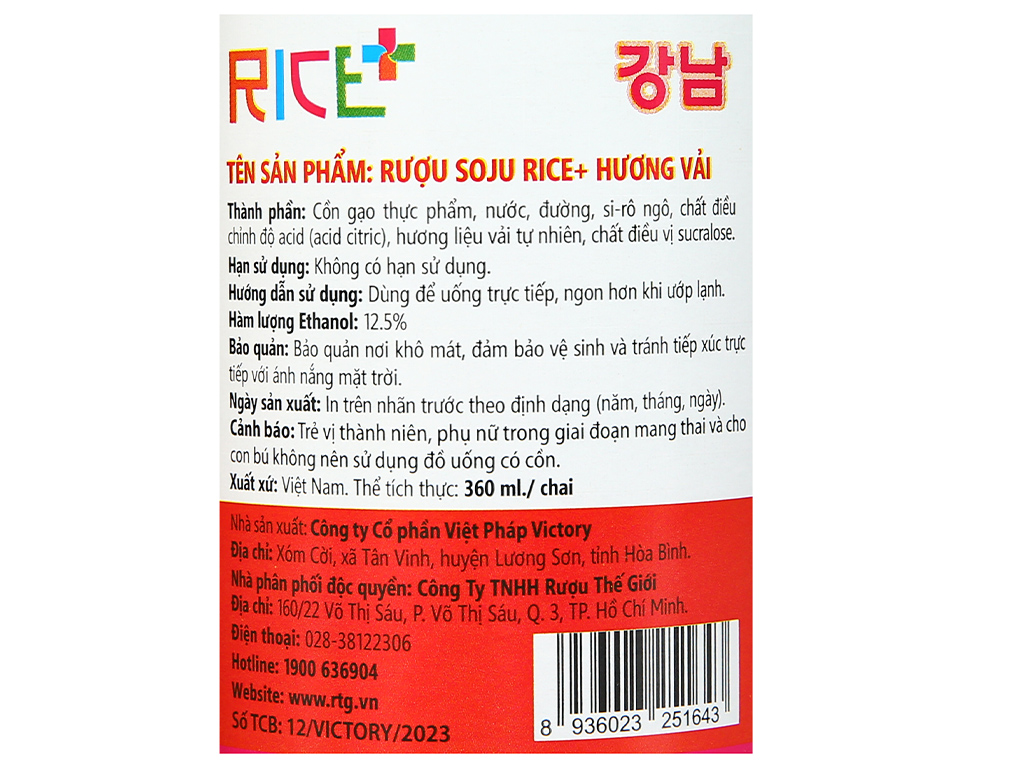 RICE+
강남
TÊN SẢN PHẨM: RƯỢU SOJU RICE+ HƯƠNG VẢI
Thành phần: Cồn gạo thực phẩm, nước, đường, si-rô ngô, chất điều
chỉnh độ acid (acid citric), hương liệu vải tự nhiên, chất điều vị sucralose.
Hạn sử dụng: Không có hạn sử dụng.
Hướng dẫn sử dụng: Dùng để uống trực tiếp, ngon hơn khi ướp lạnh.
Hàm lượng Ethanol: 12.5%
Bảo quản: Bảo quản nơi khô mát, đảm bảo vệ sinh và tránh tiếp xúc trực
tiếp với ánh nắng mặt trời.
Ngày sản xuất: In trên nhãn trước theo định dạng (năm, tháng, ngày).
Cảnh báo: Trẻ vị thành niên, phụ nữ trong giai đoạn mang thai và cho
con bú không nên sử dụng đồ uống có cồn.
Xuất xứ: Việt Nam. Thể tích thực: 360 ml./ chai
Nhà sản xuất: Công ty Cổ phần Việt Pháp Victory
Địa chỉ: Xóm Cời, xã Tân Vinh, huyện Lương Sơn, tỉnh Hòa Bình.
Nhà phân phối độc quyền: Công Ty TNHH Rượu Thế Giới
Địa chỉ: 160/22 Võ Thị Sáu, P. Võ Thị Sáu, Q. 3, TP. Hồ Chí Minh.
Điện thoại: 028-38122306
Hotline: 1900 636904
Website: www.rtg.vn
Số TCB: 12/VICTORY/2023
8 936023 251643